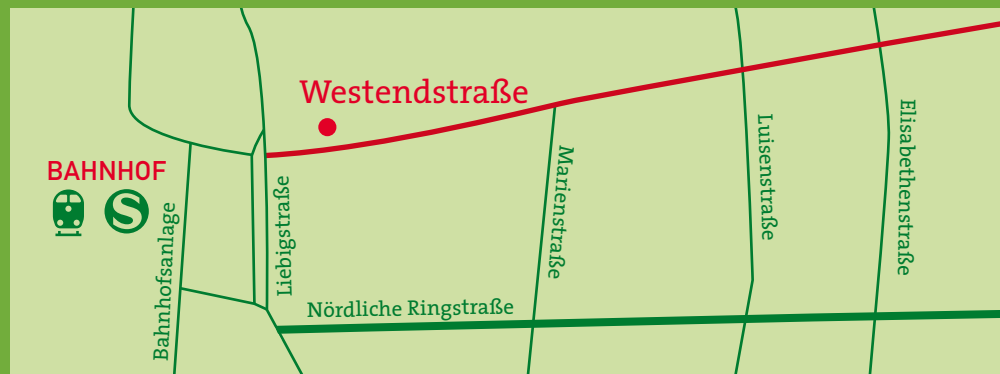 Westendstraße
BAHNHOF
S
Bahnhofsanlage
Liebigstraße
Nördliche Ringstraße
Marienstraße
Luisenstraße
Elisabethenstraße